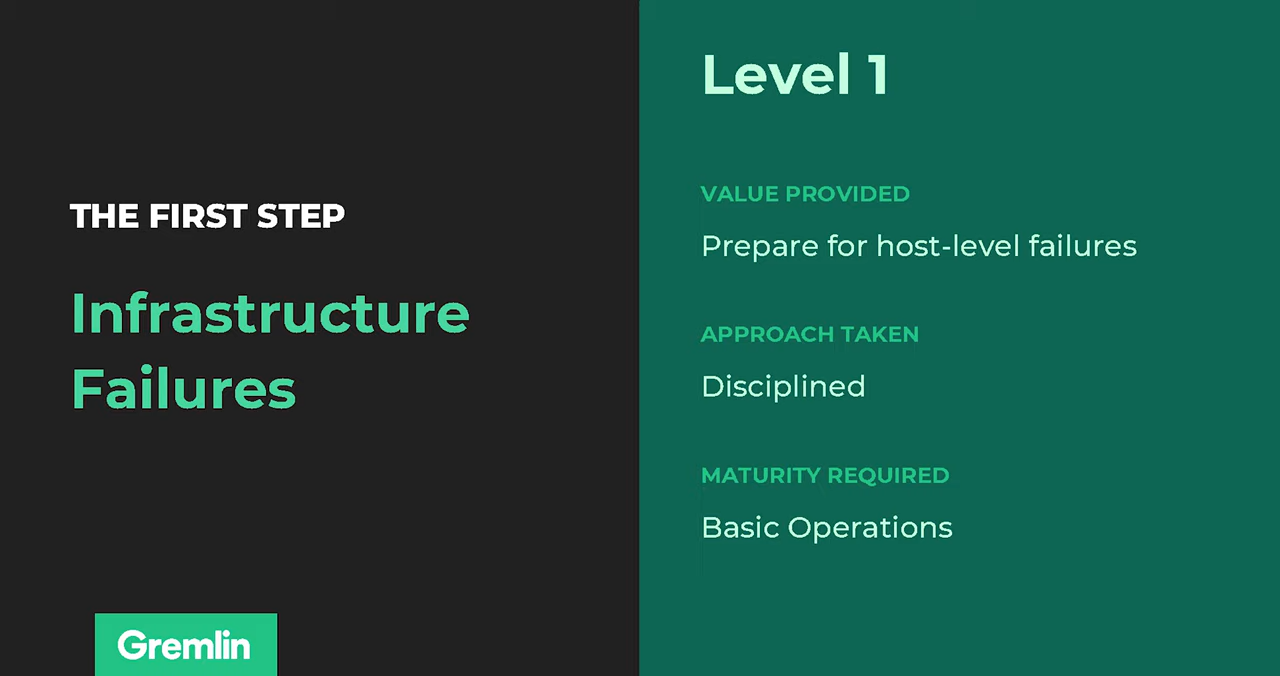 THE FIRST STEP
Infrastructure
Failures
Gremlin
Level 1
VALUE PROVIDED
Prepare for host-level failures
APPROACH TAKEN
Disciplined
MATURITY REQUIRED
Basic Operations